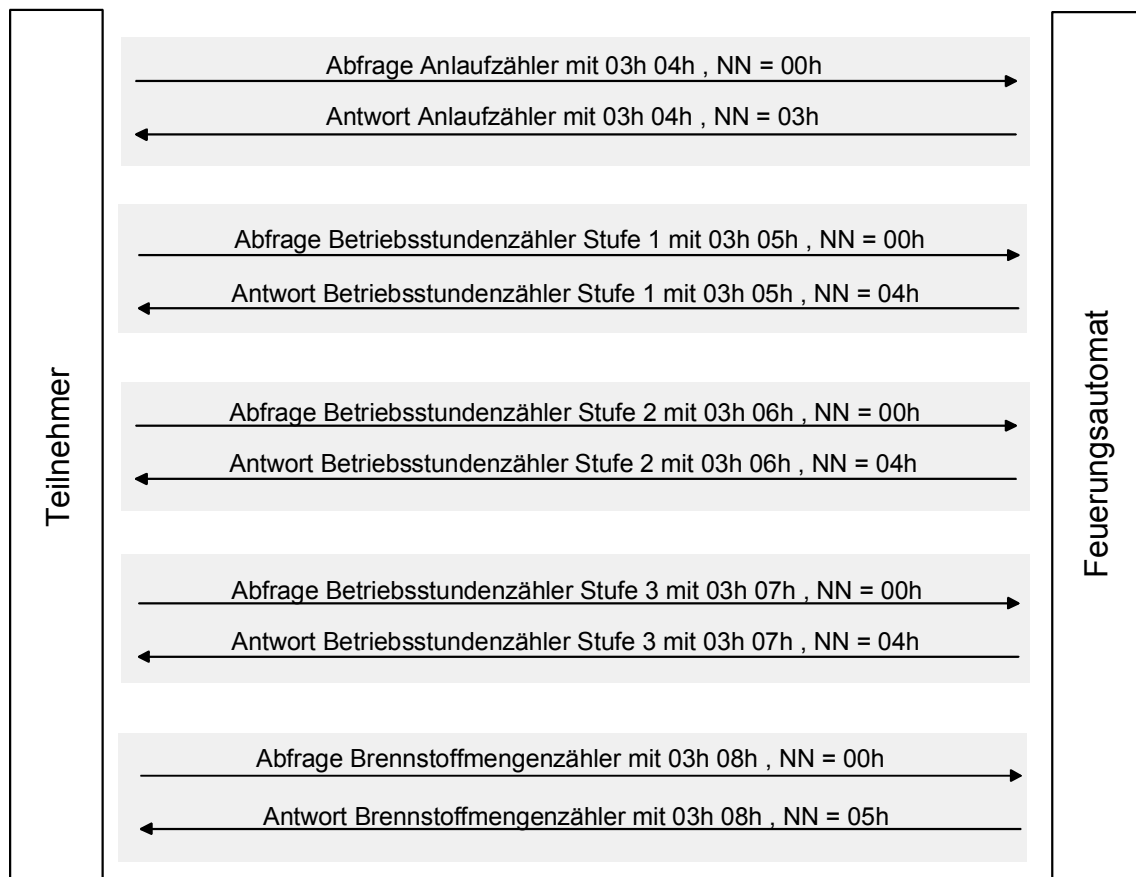 Teilnehmer
Abfrage Anlaufzähler mit 03h 04h , NN = 00h
Antwort Anlaufzähler mit 03h 04h , NN = 03h
Abfrage Betriebsstundenzähler Stufe 1 mit 03h 05h , NN = 00h
Antwort Betriebsstundenzähler Stufe 1 mit 03h 05h , NN = 04h
Abfrage Betriebsstundenzähler Stufe 2 mit 03h 06h , NN = 00h
Antwort Betriebsstundenzähler Stufe 2 mit 03h 06h , NN = 04h
Abfrage Betriebsstundenzähler Stufe 3 mit 03h 07h , NN = 00h
Antwort Betriebsstundenzähler Stufe 3 mit 03h 07h , NN = 04h
Abfrage Brennstoffmengenzähler mit 03h 08h , NN = 00h
Antwort Brennstoffmengenzähler mit 03h 08h , NN = 05h
Feuerungsautomat